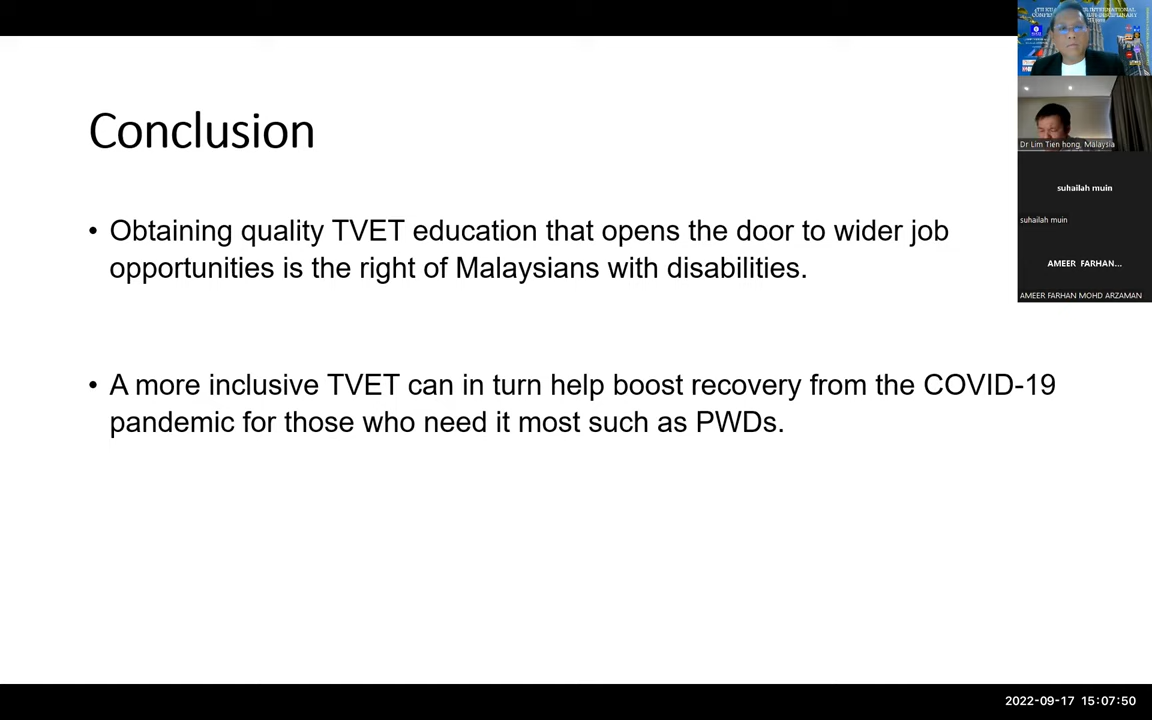 Conclusion
• Obtaining quality TVET education that opens the door to wider job
opportunities is the right of Malaysians with disabilities.
• A more inclusive TVET can in turn help boost recovery from the COVID-19
pandemic for those who need it most such as PWDs.
INTERNATIONAL
Dr Lim Tien hong, Malaysia
suhailah muin
suhailah muin
AMEER FARHAN...
AMEER FARHAN MOHD ARZAMAN
2022-09-17 15:07:50